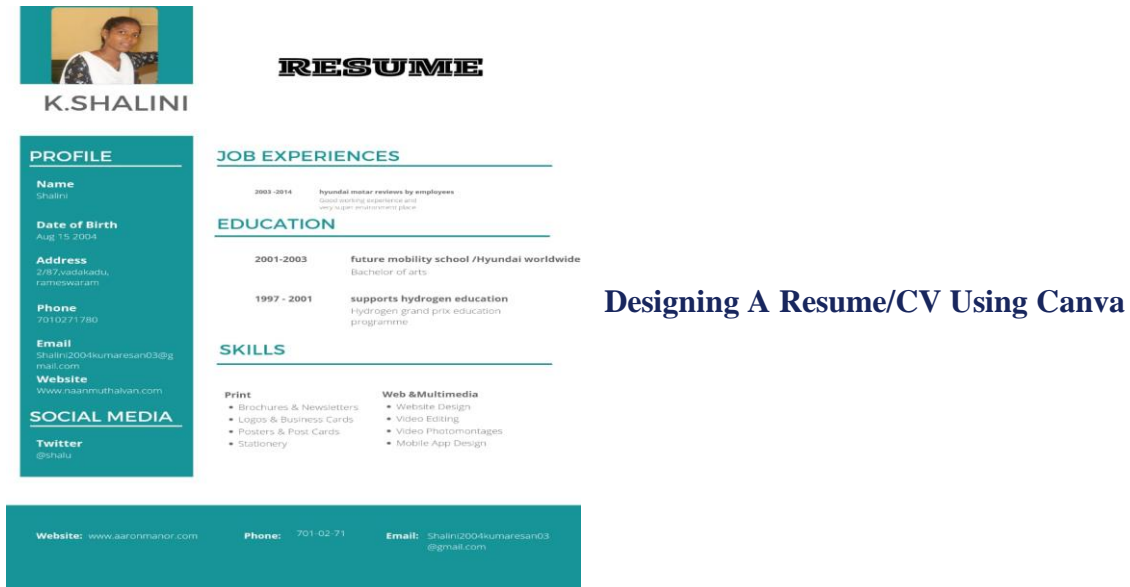 RESUME
K.SHALINI
PROFILE
Name
Shalini
Date of Birth
Aug 15 2004
Address
2/87,vadakadu,
rameswaram
Phone
7010271780
Email
Shalini2004kumaresan03@g
mail.com
Website
Www.naanmuthalvan.com
SOCIAL MEDIA
Twitter
@shalu
JOB EXPERIENCES
2003 -2014 hyundai motar reviews by employees
Good working experience and
very super environment place
EDUCATION
2001-2003 future mobility school /Hyundai worldwide
Bachelor of arts
1997 - 2001 supports hydrogen education
Hydrogen grand prix education
programme
SKILLS
Print
• Brochures & Newsletters
• Logos & Business Cards
• Posters & Post Cards
• Stationery
Web &Multimedia
• Website Design
• Video Editing
• Video Photomontages
• Mobile App Design
Website: www.aaronmanor.com Phone: 701-02-71 Email: Shalini2004kumaresan03
@gmail.com
Designing A Resume/CV Using Canva